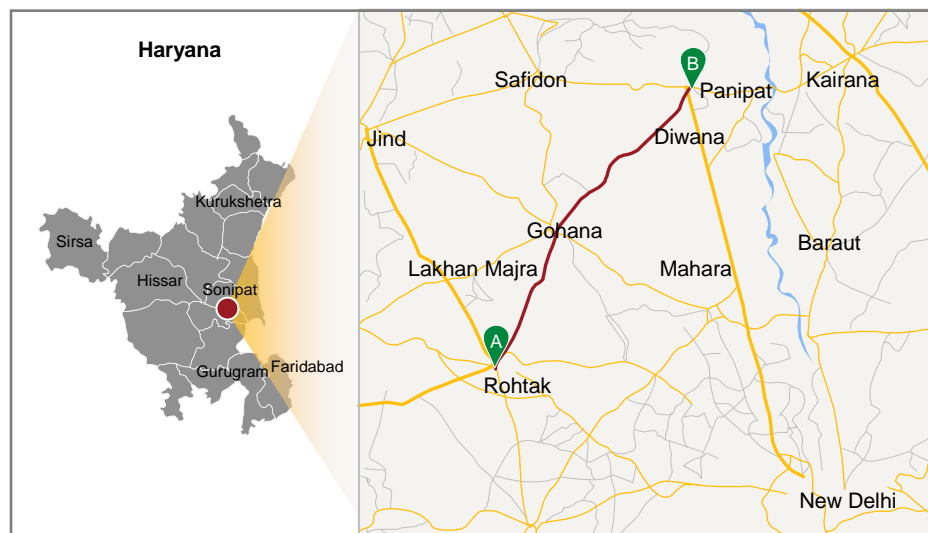 Haryana
Kurukshetra
Sirsa
Hissar
Sonipat
Gurugram
Faridabad
B
Safidon
Kairana
Panipat
Jind
Diwana
Gohana
Baraut
Lakhan Majra
Mahara
A
Rohtak
New Delhi